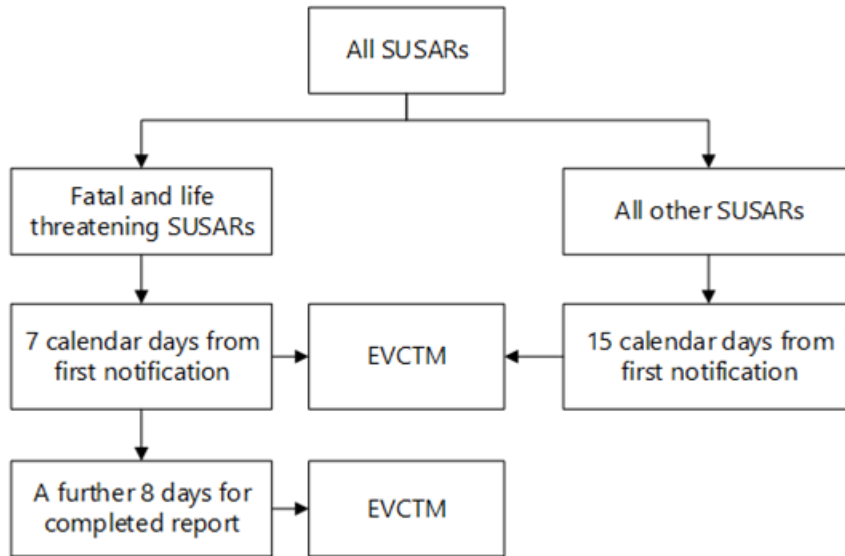 All SUSARs
Fatal and life
threatening SUSARs
All other SUSARs
7 calendar days from
first notification
EVCTM
15 calendar days from
first notification
A further 8 days for
completed report
EVCTM